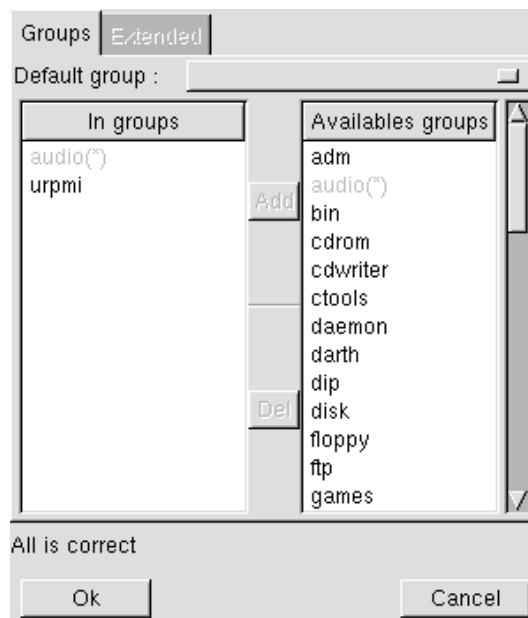 Groups Extended
Default group :
In groups
audio(*)
urpmi
Add
Del
Availables groups
adm
audio(*)
bin
cdrom
cdwriter
ctools
daemon
darth
dip
disk
floppy
ftp
games
All is correct
Ok Cancel